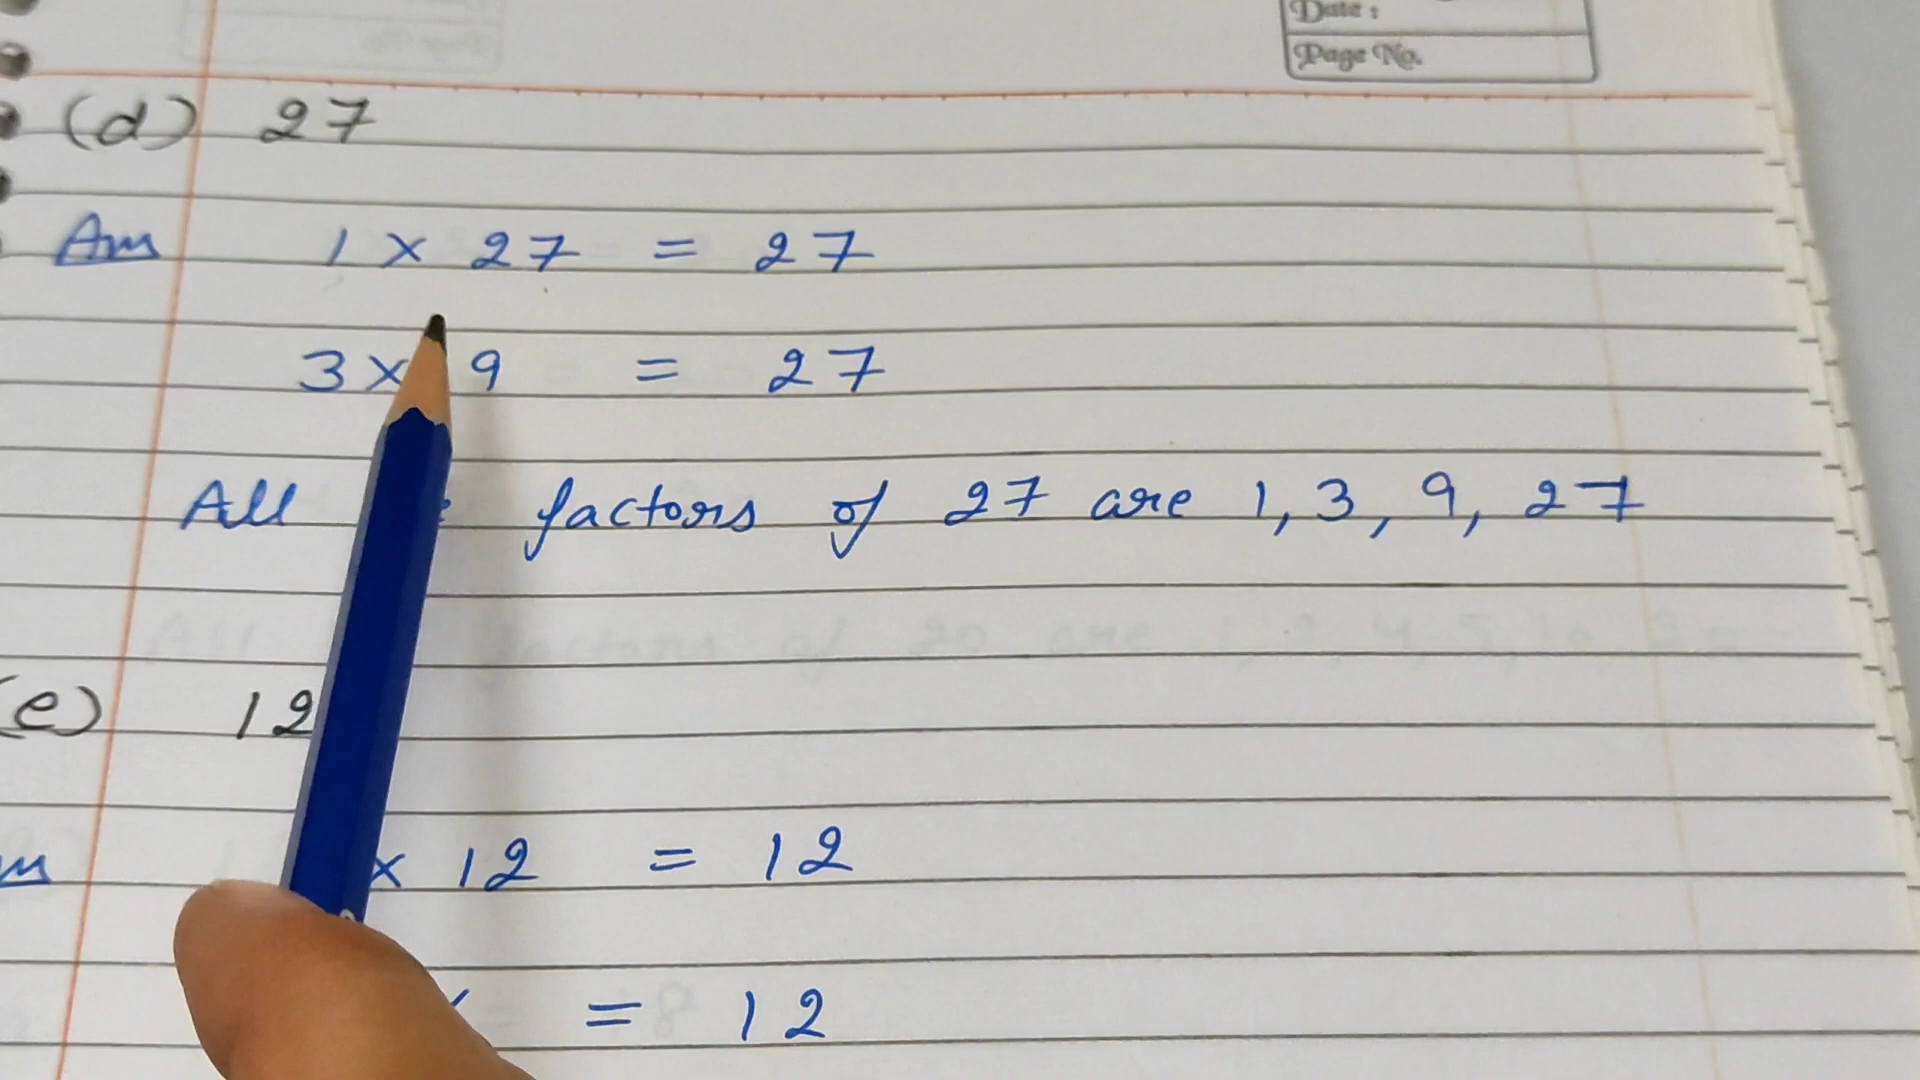 Date :
Page No.
(d) 27
Ans 1 × 27 = 27
3 × 9 = 27
All factors of 27 are 1, 3, 9, 27
(e) 12
× 12 = 12
= 12